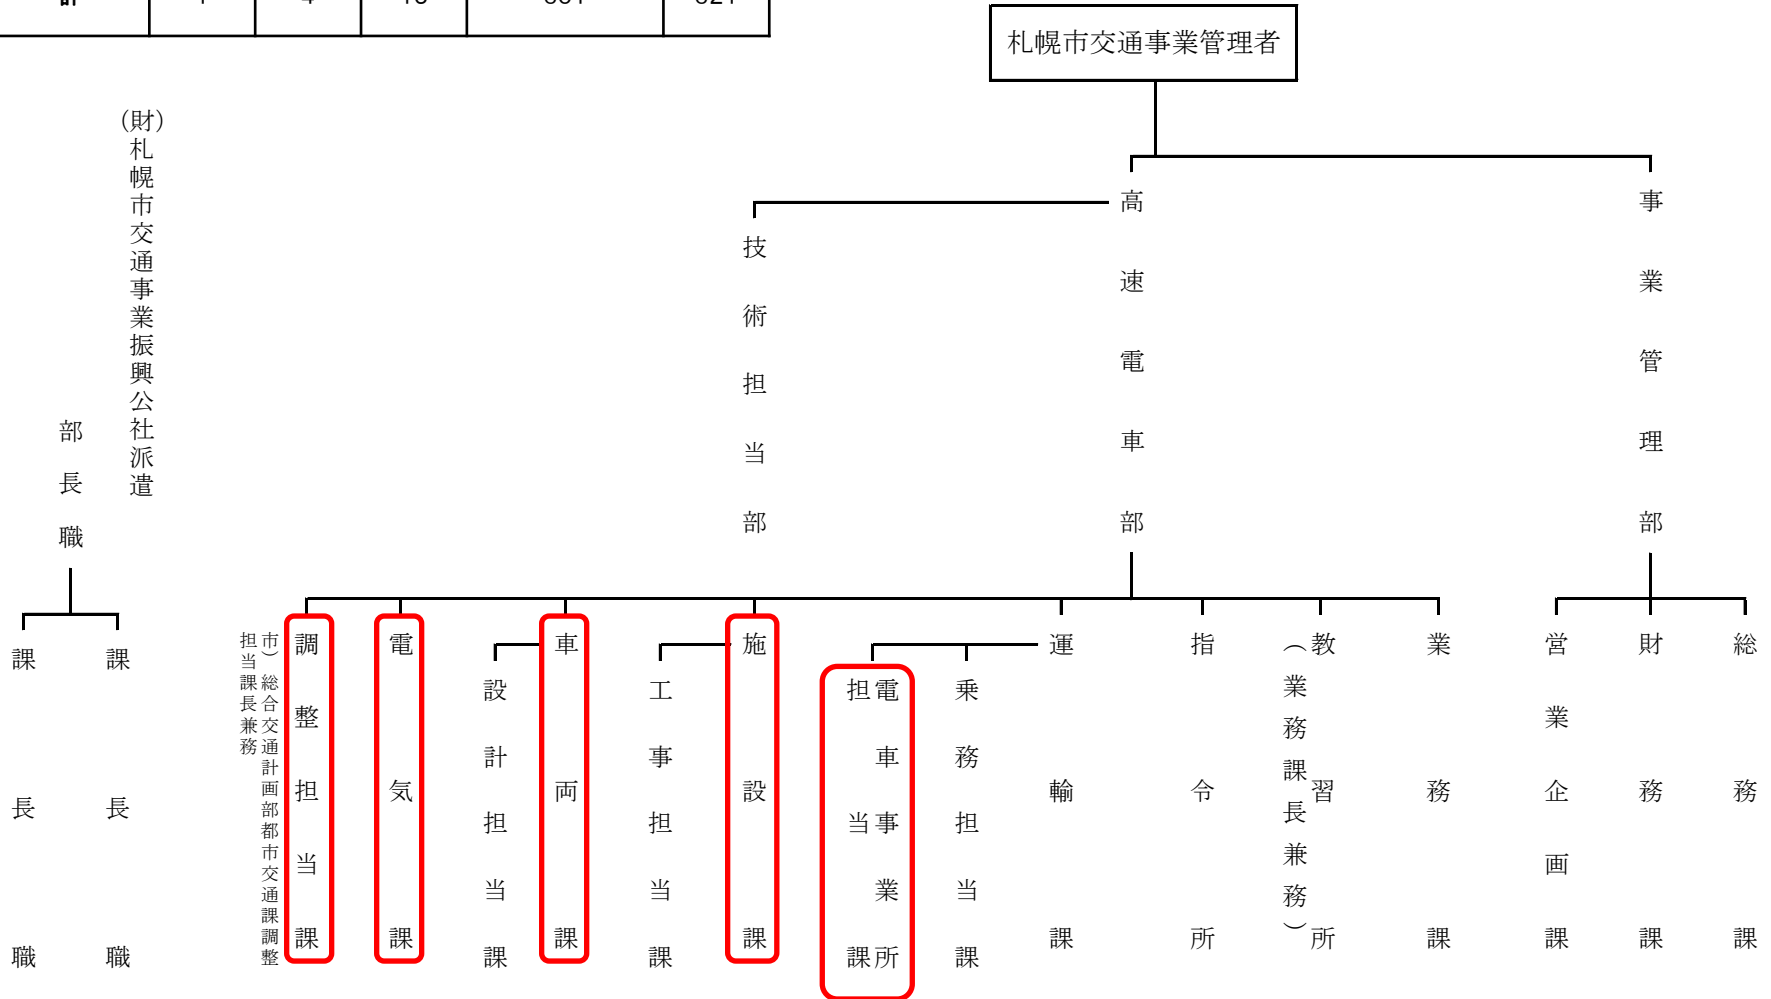 札幌市交通事業管理者
事業管理部
高速電車部
技術担当部
総務課
財務課
営業企画課
業務課
教習所
（業務課長兼務）
指令所
運輸課
乗務担当課
電車事業所
担当課
施設課
工事担当課
車両課
設計担当課
電気課
調整担当課
市）総合交通計画部都市交通課調整
担当課長兼務
（財）札幌市交通事業振興公社派遣
部長職
課長職
課長職